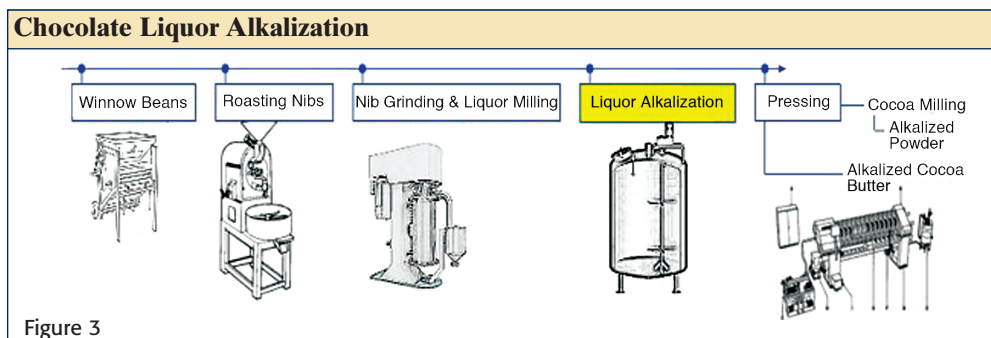 Chocolate Liquor Alkalization
Winnow Beans
Roasting Nibs
Nib Grinding & Liquor Milling
Liquor Alkalization
Pressing
Cocoa Milling
Alkalized
Powder
Alkalized Cocoa
Butter
Figure 3